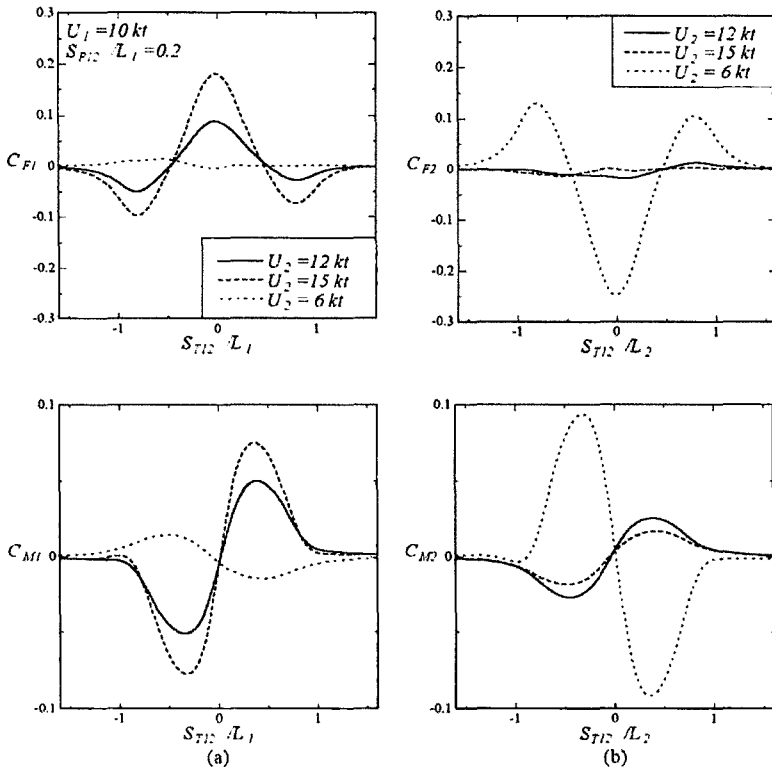 U1 = 10 kt
SP12 /L1 = 0.2
0.3
0.2
0.1
CF1 0
-0.1
-0.2
0.3
-1 0 1
ST12 /L1
U2 = 12 kt
U2 = 15 kt
U2 = 6 kt
0.3
0.2
0.1
CF2 0
-0.1
-0.2
0.3
-1 0 1
ST12 /L2
U2 = 12 kt
U2 = 15 kt
U2 = 6 kt
0.1
CM1 0
-0.1
-1 0 1
ST12 /L1
(a)
0.1
CM2 0
-0.1
-1 0 1
ST12 /L2
(b)